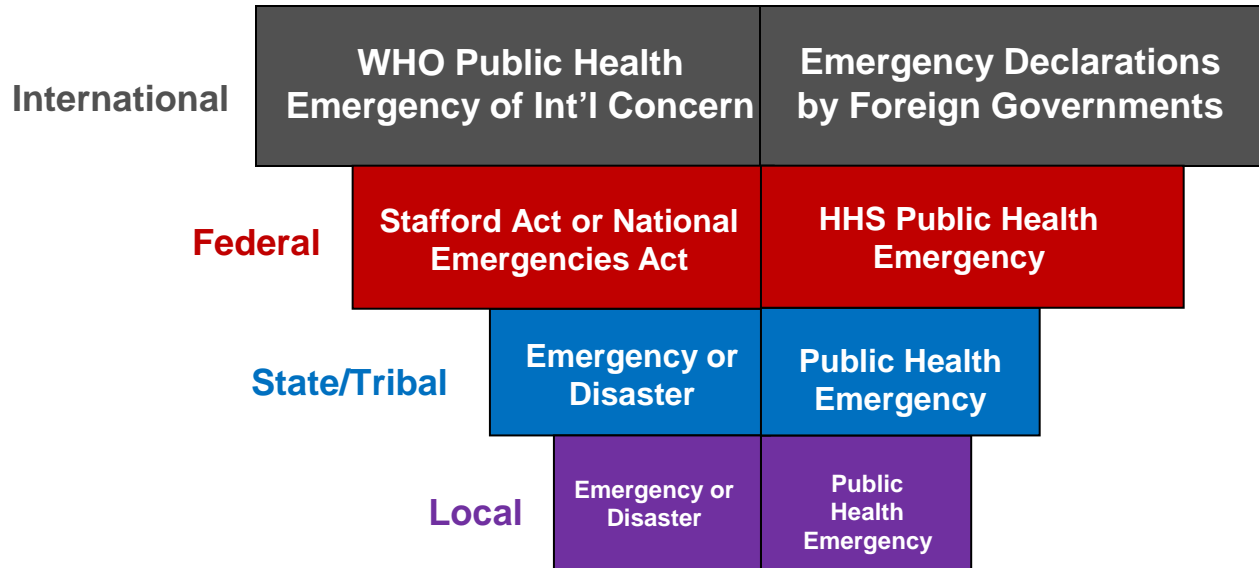 International
WHO Public Health
Emergency of Int’l Concern
Emergency Declarations
by Foreign Governments
Federal
Stafford Act or National
Emergencies Act
HHS Public Health
Emergency
State/Tribal
Emergency or
Disaster
Public Health
Emergency
Local
Emergency or
Disaster
Public
Health
Emergency